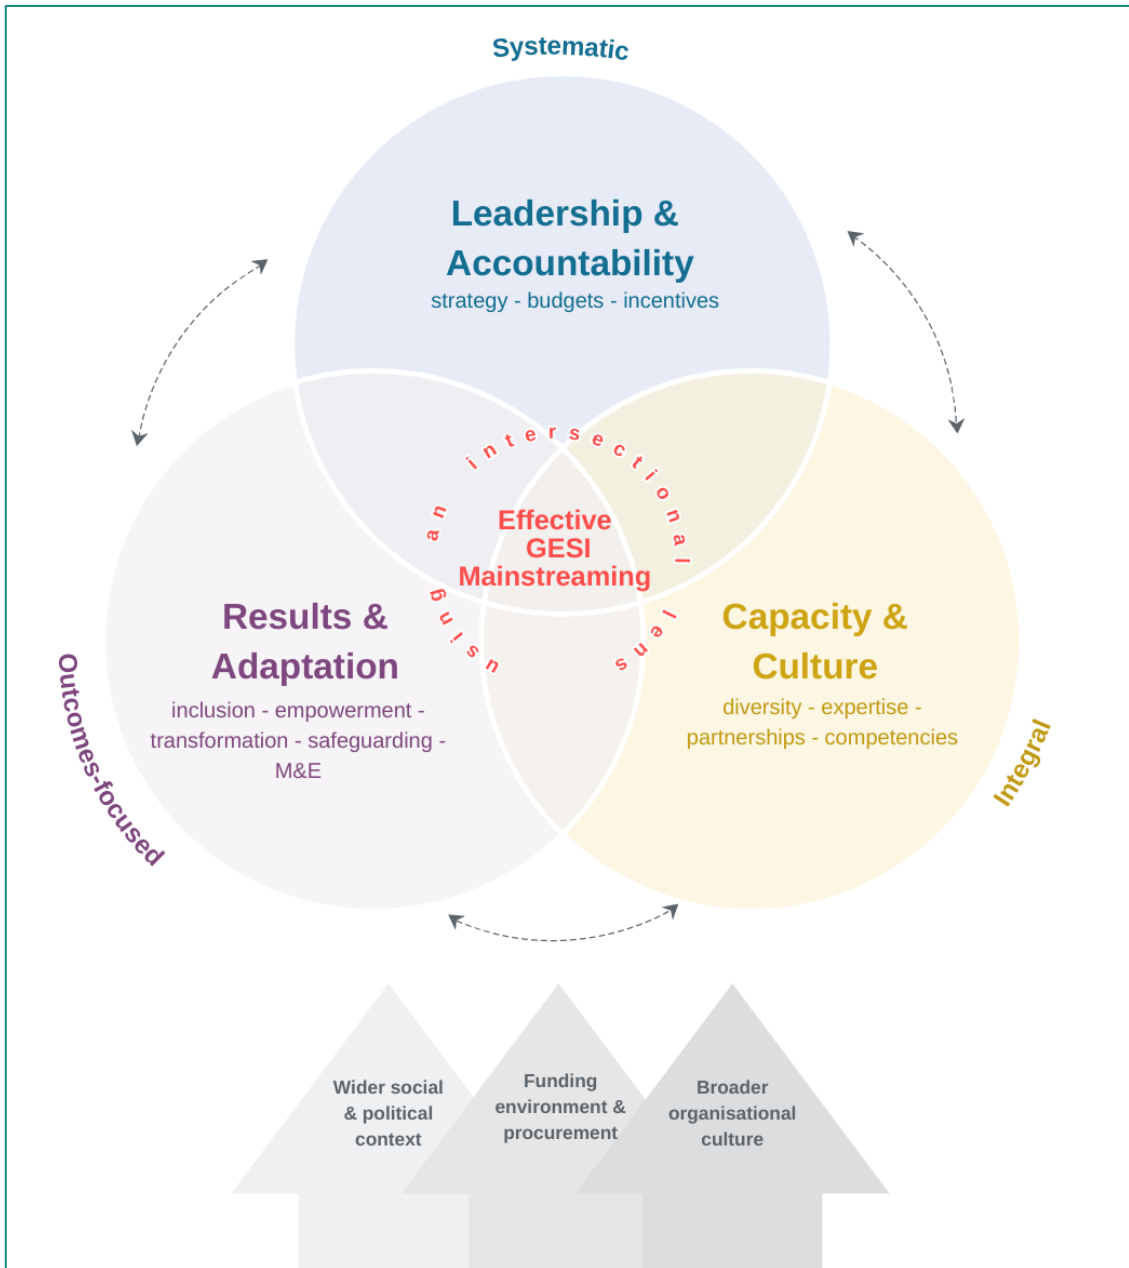 Systematic
Leadership &
Accountability
strategy - budgets - incentives
using an intersectional lens
Effective
GESI
Mainstreaming
Results &
Adaptation
inclusion - empowerment -
transformation - safeguarding -
M&E
Capacity &
Culture
diversity - expertise -
partnerships - competencies
Outcomes-focused
Integral
Wider social
& political
context
Funding
environment &
procurement
Broader
organisational
culture